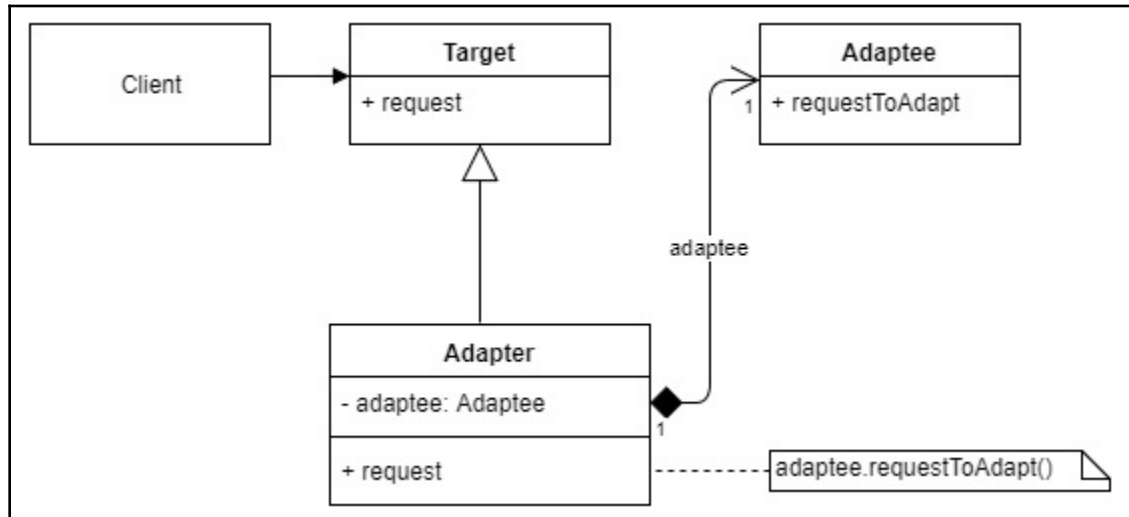 Client
Target
+ request
Adaptee
+ requestToAdapt
1
adaptee
Adapter
- adaptee: Adaptee
1
+ request
adaptee.requestToAdapt()